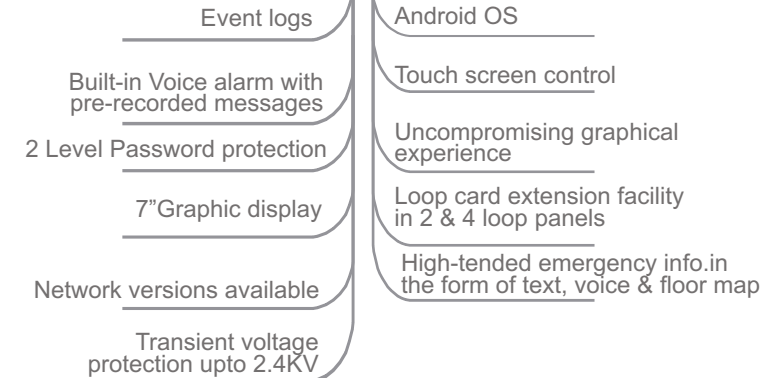 Event logs
Built-in Voice alarm with
pre-recorded messages
2 Level Password protection
7”Graphic display
Network versions available
Transient voltage
protection upto 2.4KV
Android OS
Touch screen control
Uncompromising graphical
experience
Loop card extension facility
in 2 & 4 loop panels
High-tended emergency info.in
the form of text, voice & floor map